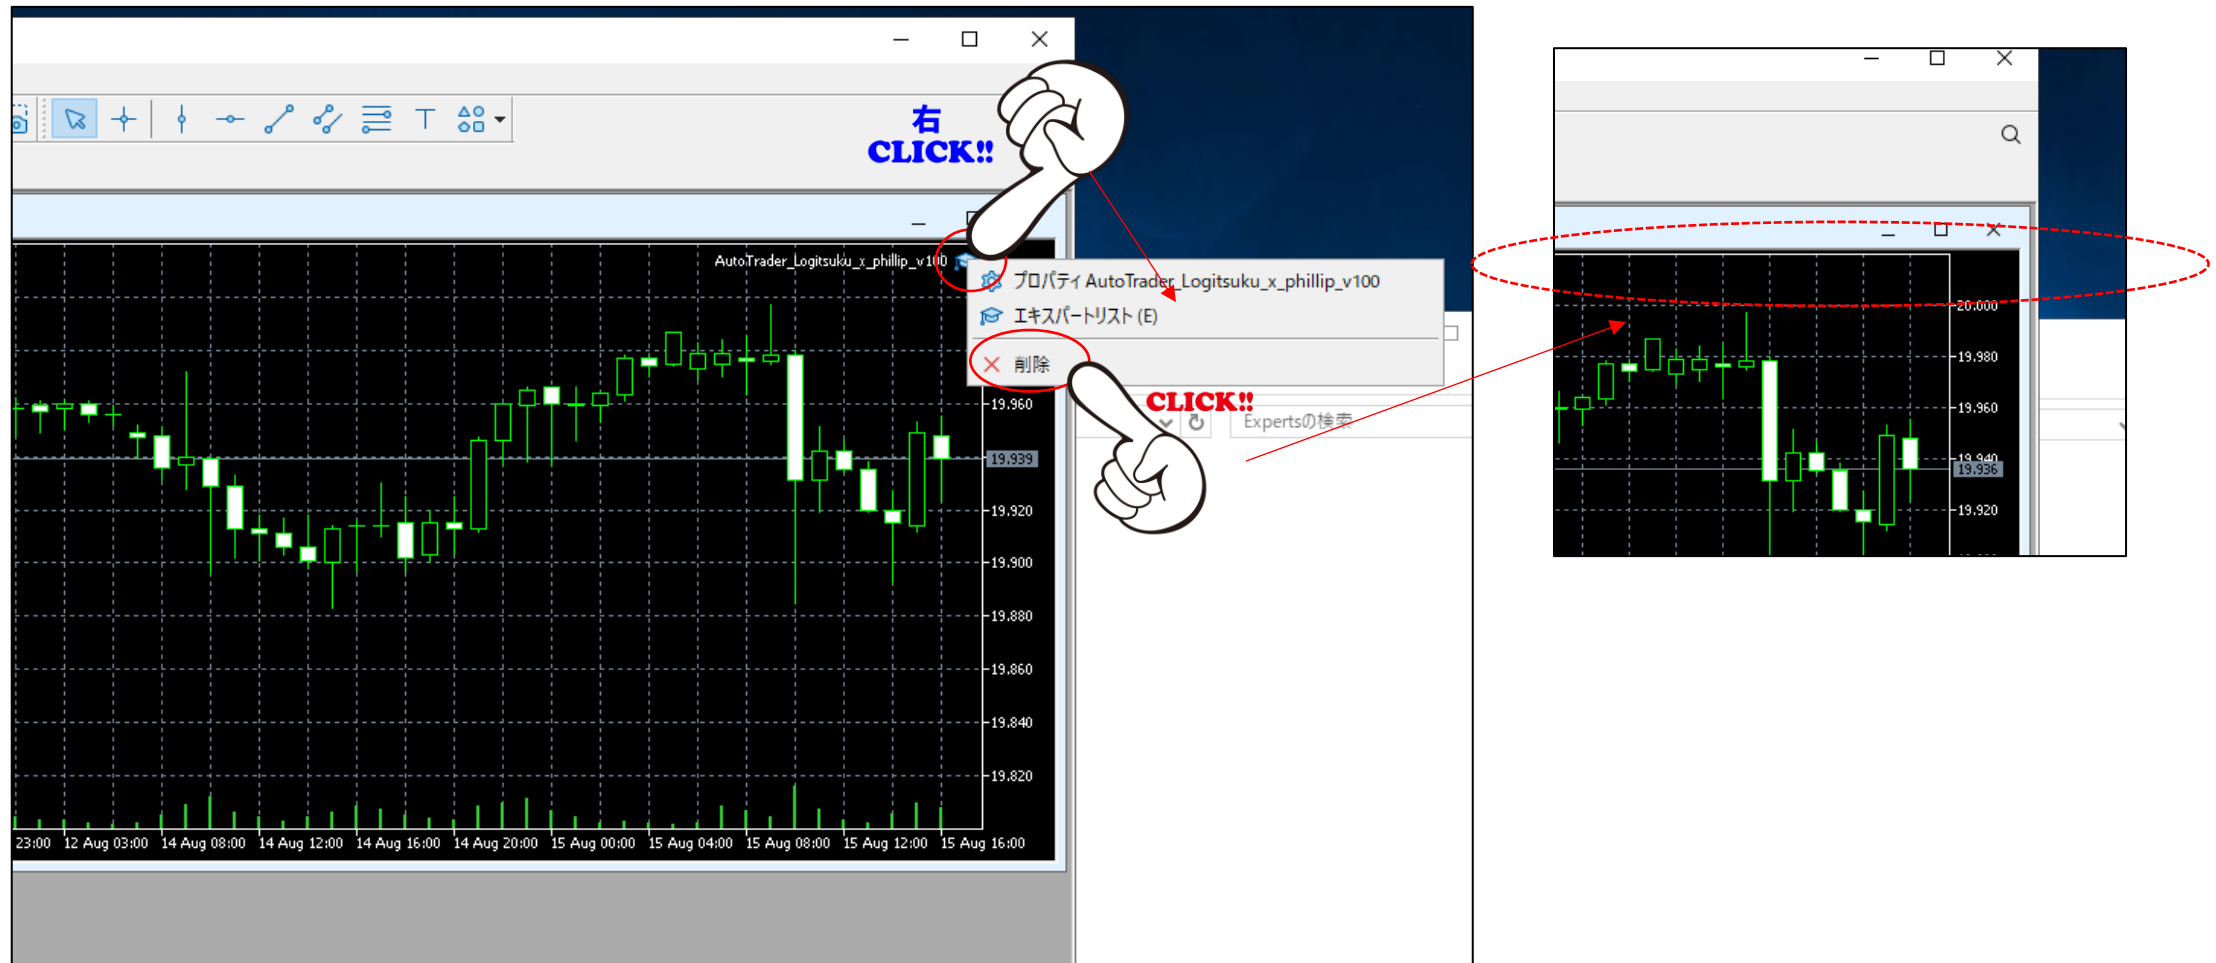 右
CLICK!!
AutoTrader_Logitsuku_x_phillip_v100
プロパティ AutoTrader_Logitsuku_x_phillip_v100
エキスパートリスト (E)
削除
CLICK!!
Expertsの検索
19.960
19.939
19.920
19.900
19.880
19.860
19.840
19.820
23:00 12 Aug 03:00 14 Aug 08:00 14 Aug 12:00 14 Aug 16:00 14 Aug 20:00 15 Aug 00:00 15 Aug 04:00 15 Aug 08:00 15 Aug 12:00 15 Aug 16:00
20.000
19.980
19.960
19.940
19.936
19.920